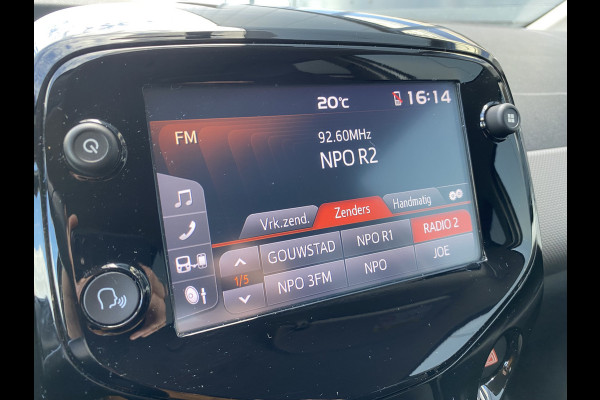 20°C 16:14
FM
92.60MHz
NPO R2
Vrk.zend. Zenders Handmatig
GOUWSTAD NPO R1 RADIO 2
1/5
NPO 3FM NPO JOE